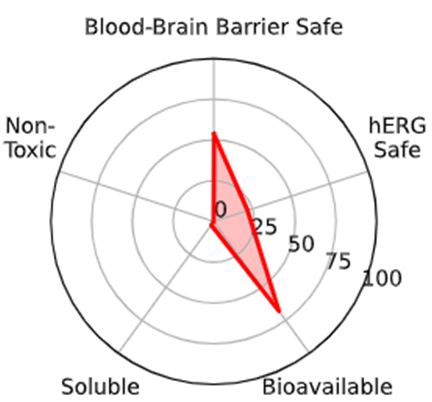 Blood-Brain Barrier Safe
Non-
Toxic
hERG
Safe
0
25
50
75
100
Soluble
Bioavailable